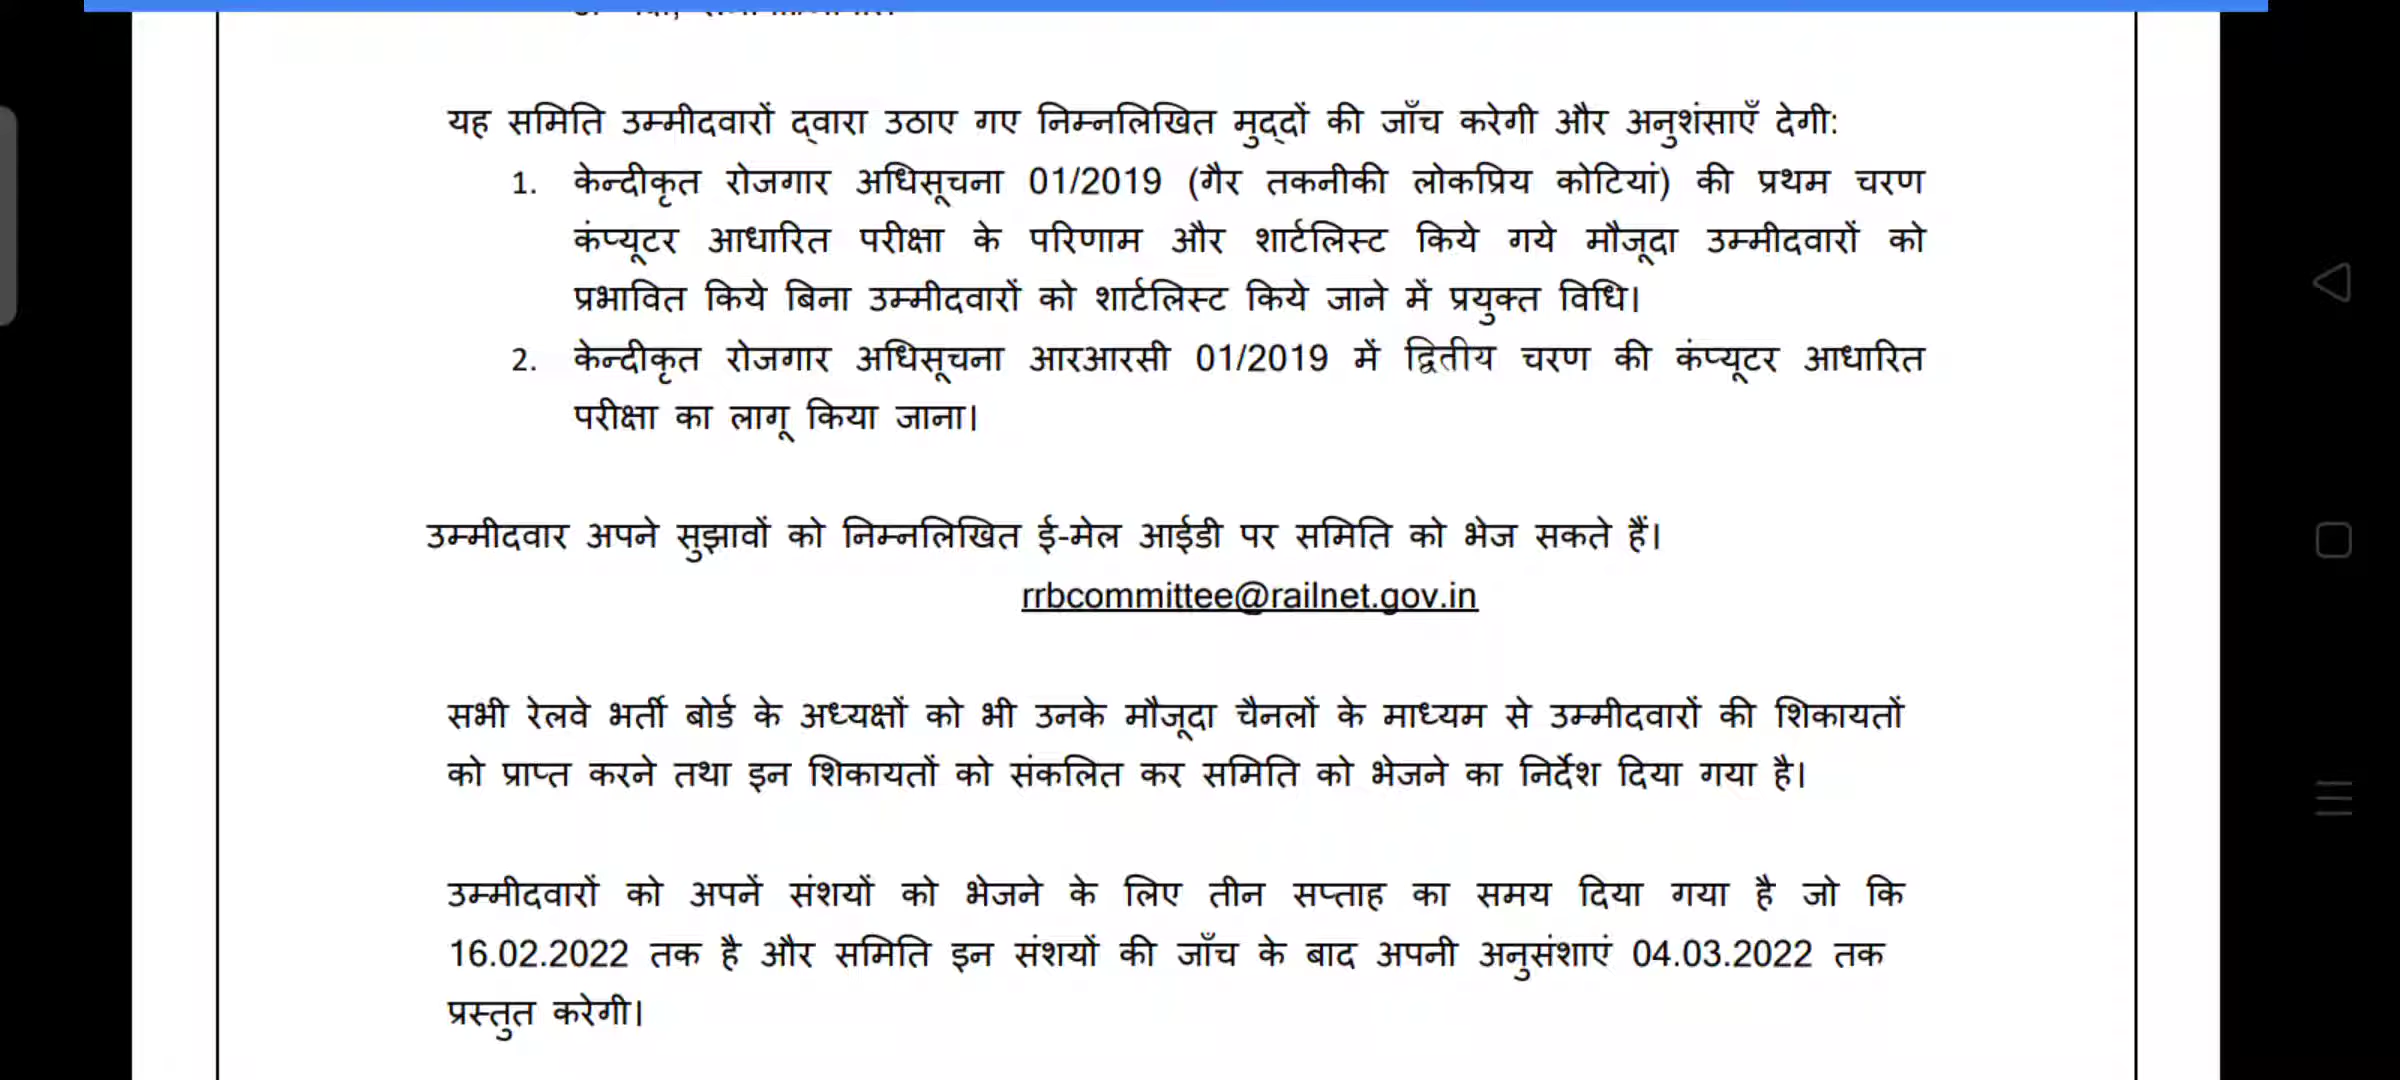 यह समिति उम्मीदवारों द्वारा उठाए गए निम्नलिखित मुद्दों की जाँच करेगी और अनुशंसाएँ देगी:
1. केन्दीकृत रोजगार अधिसूचना 01/2019 (गैर तकनीकी लोकप्रिय कोटियां) की प्रथम चरण
कंप्यूटर आधारित परीक्षा के परिणाम और शार्टलिस्ट किये गये मौजूदा उम्मीदवारों को
प्रभावित किये बिना उम्मीदवारों को शार्टलिस्ट किये जाने में प्रयुक्त विधि।
2. केन्दीकृत रोजगार अधिसूचना आरआरसी 01/2019 में द्वितीय चरण की कंप्यूटर आधारित
परीक्षा का लागू किया जाना।
उम्मीदवार अपने सुझावों को निम्नलिखित ई-मेल आईडी पर समिति को भेज सकते हैं।
rrbcommittee@railnet.gov.in
सभी रेलवे भर्ती बोर्ड के अध्यक्षों को भी उनके मौजूदा चैनलों के माध्यम से उम्मीदवारों की शिकायतों
को प्राप्त करने तथा इन शिकायतों को संकलित कर समिति को भेजने का निर्देश दिया गया है।
उम्मीदवारों को अपनें संशयों को भेजने के लिए तीन सप्ताह का समय दिया गया है जो कि
16.02.2022 तक है और समिति इन संशयों की जाँच के बाद अपनी अनुसंशाएं 04.03.2022 तक
प्रस्तुत करेगी।